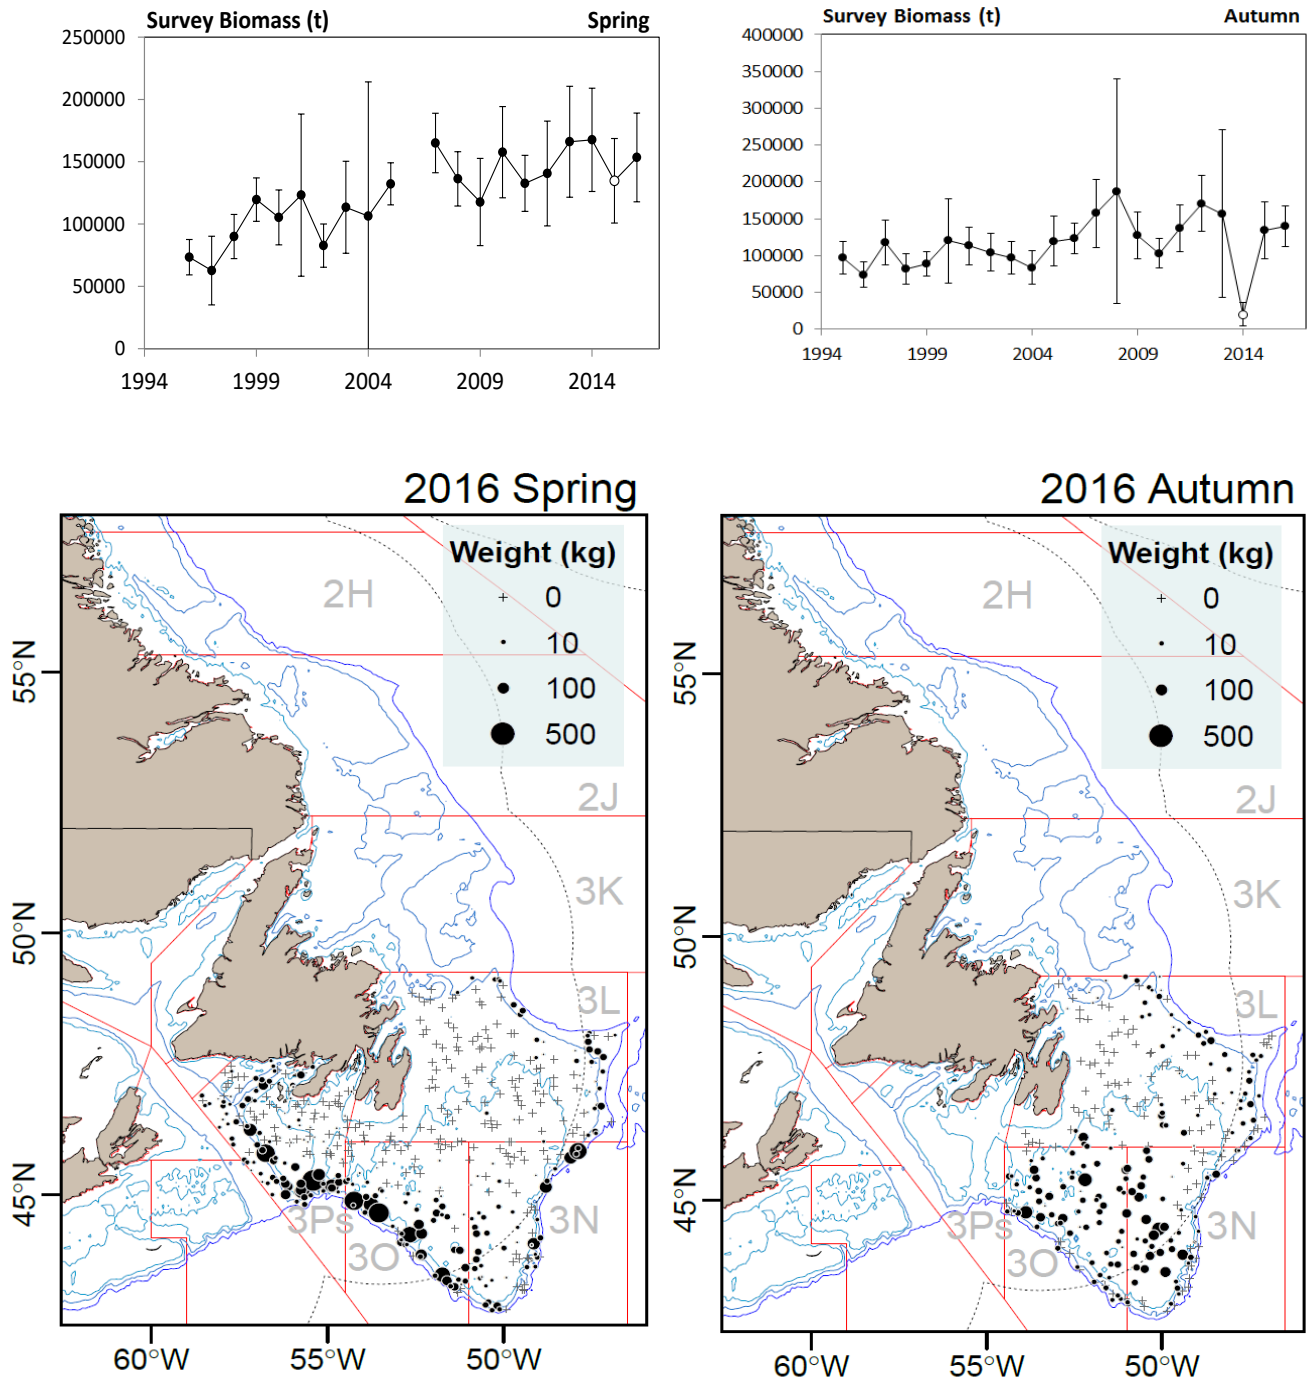 Survey Biomass (t) Spring
250000
200000
150000
100000
50000
0
1994 1999 2004 2009 2014
Survey Biomass (t) Autumn
400000
350000
300000
250000
200000
150000
100000
50000
0
1994 1999 2004 2009 2014
2016 Spring
Weight (kg)
0
10
100
500
2H
2J
3K
3L
3N
3O
3Ps
55°N
50°N
45°N
60°W 55°W 50°W
2016 Autumn
Weight (kg)
0
10
100
500
2H
2J
3K
3L
3N
3O
3Ps
55°N
50°N
45°N
60°W 55°W 50°W